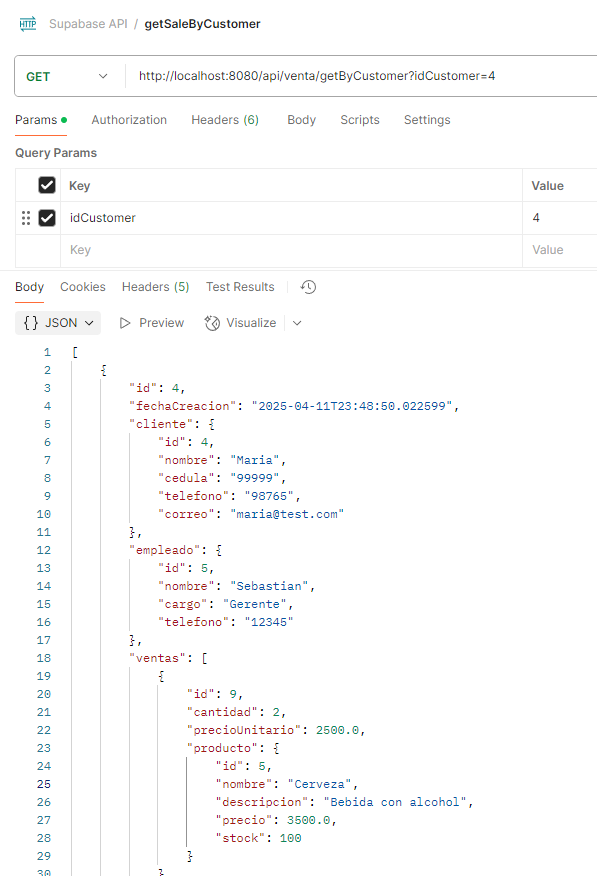 HTTP Supabase API / getSaleByCustomer
GET http://localhost:8080/api/venta/getByCustomer?idCustomer=4
Params Authorization Headers (6) Body Scripts Settings
Query Params
Key Value
idCustomer 4
Key Value
Body Cookies Headers (5) Test Results
{} JSON Preview Visualize
1 [
2 {
3 "id": 4,
4 "fechaCreacion": "2025-04-11T23:48:50.022599",
5 "cliente": {
6 "id": 4,
7 "nombre": "Maria",
8 "cedula": "99999",
9 "telefono": "98765",
10 "correo": "maria@test.com"
11 },
12 "empleado": {
13 "id": 5,
14 "nombre": "Sebastian",
15 "cargo": "Gerente",
16 "telefono": "12345"
17 },
18 "ventas": [
19 {
20 "id": 9,
21 "cantidad": 2,
22 "precioUnitario": 2500.0,
23 "producto": {
24 "id": 5,
25 "nombre": "Cerveza",
26 "descripcion": "Bebida con alcohol",
27 "precio": 3500.0,
28 "stock": 100
29 }
30 }